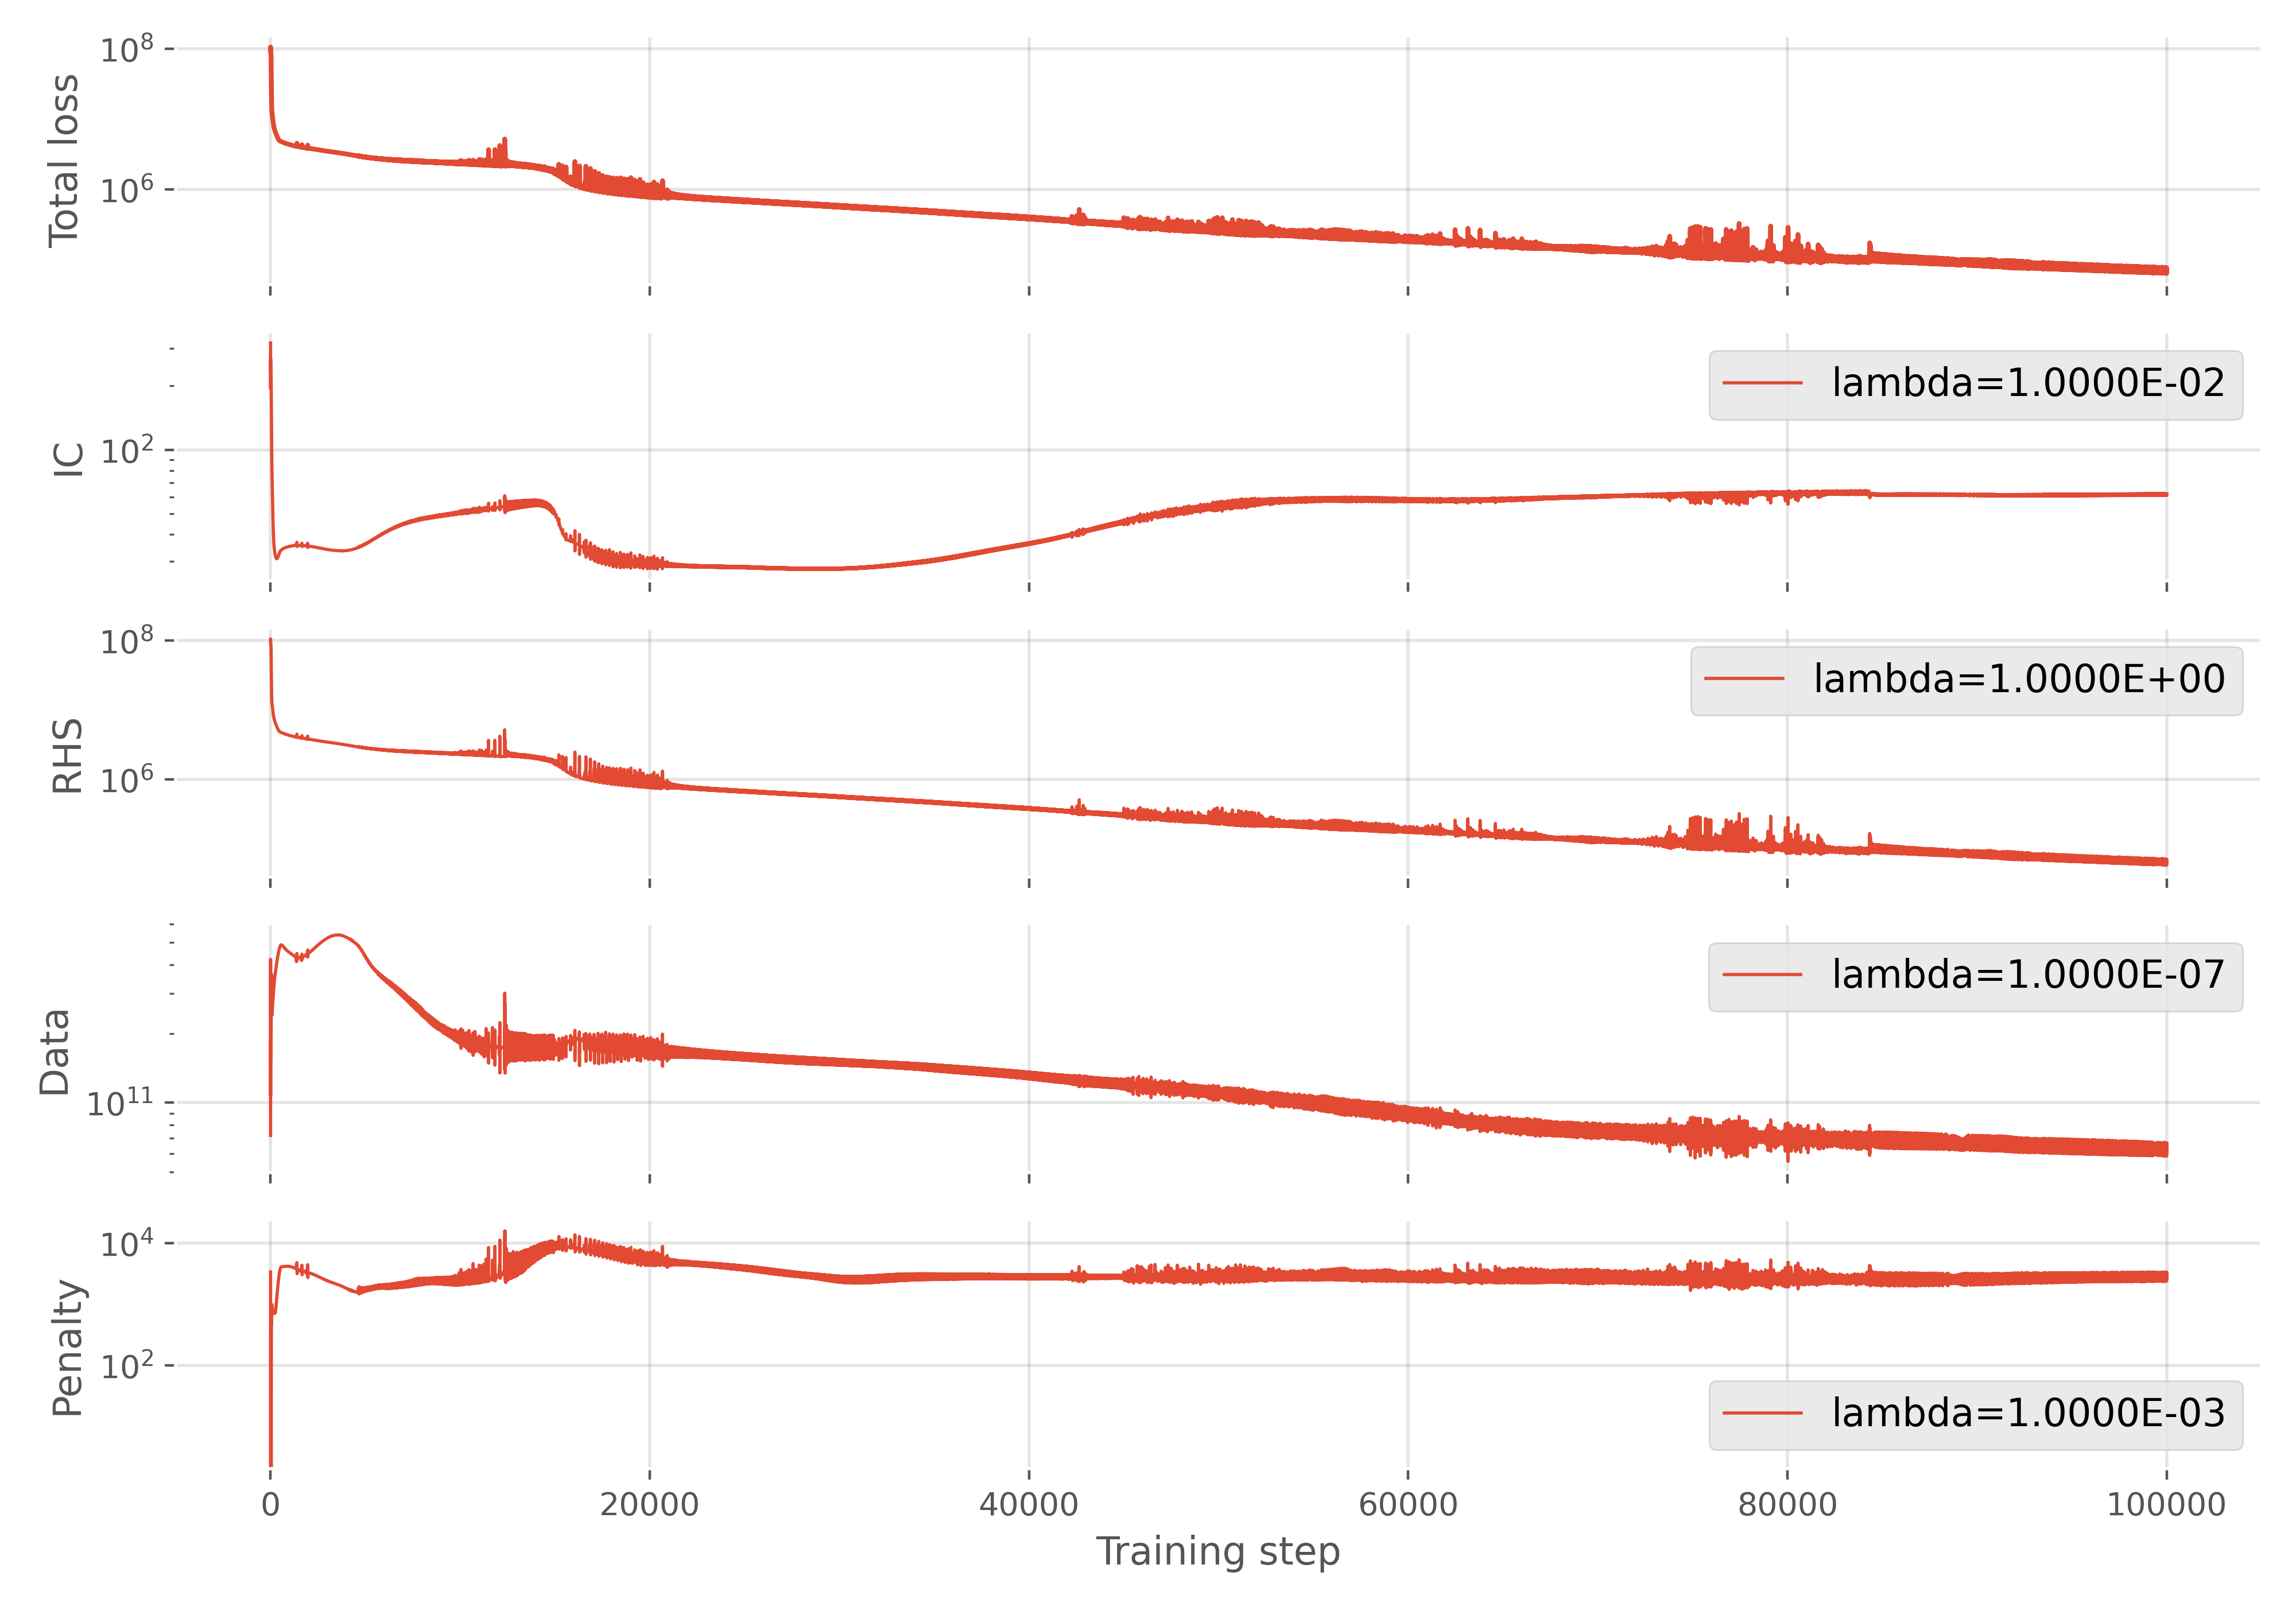 Total loss
10^8
10^6
IC
10^2
lambda=1.0000E-02
RHS
10^8
10^6
lambda=1.0000E+00
Data
10^11
lambda=1.0000E-07
Penalty
10^4
10^2
lambda=1.0000E-03
0 20000 40000 60000 80000 100000
Training step